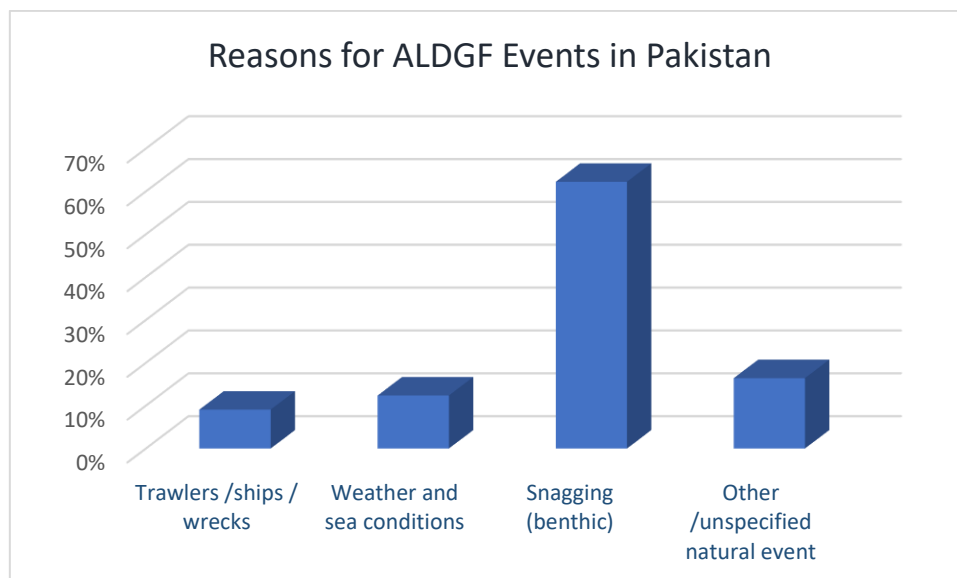 Reasons for ALDGF Events in Pakistan
70%
60%
50%
40%
30%
20%
10%
0%
Trawlers /ships /
wrecks
Weather and
sea conditions
Snagging
(benthic)
Other
/unspecified
natural event